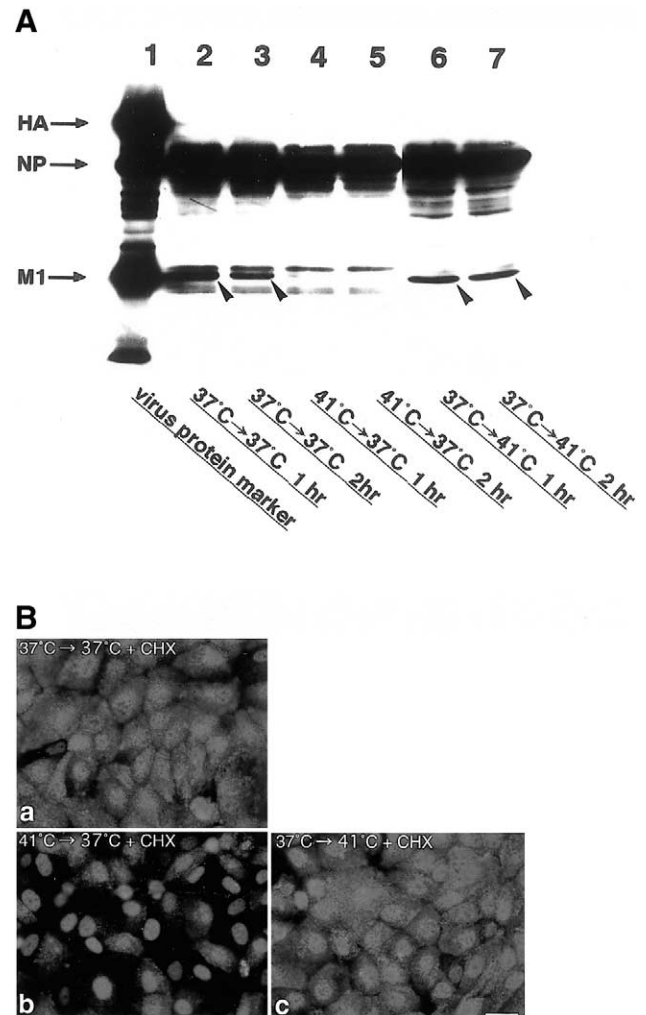 A
1 2 3 4 5 6 7
HA→
NP→
M1→
virus protein marker
37°C→37°C 1 hr
37°C→37°C 2hr
41°C→37°C 1 hr
41°C→37°C 2 hr
37°C→41°C 1 hr
37°C→41°C 2 hr
B
37°C → 37°C + CHX
a
41°C → 37°C + CHX
b
37°C → 41°C + CHX
c